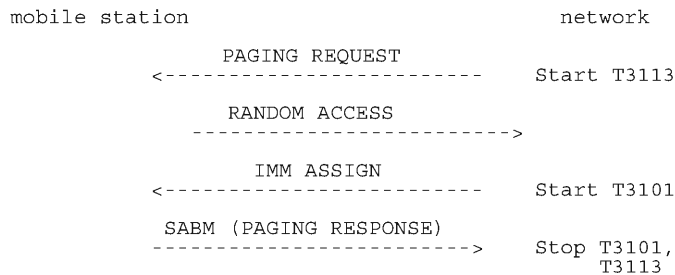 mobile station network
PAGING REQUEST
<------------------------- Start T3113
RANDOM ACCESS
------------------------->
IMM ASSIGN
<------------------------- Start T3101
SABM (PAGING RESPONSE)
-------------------------> Stop T3101,
T3113